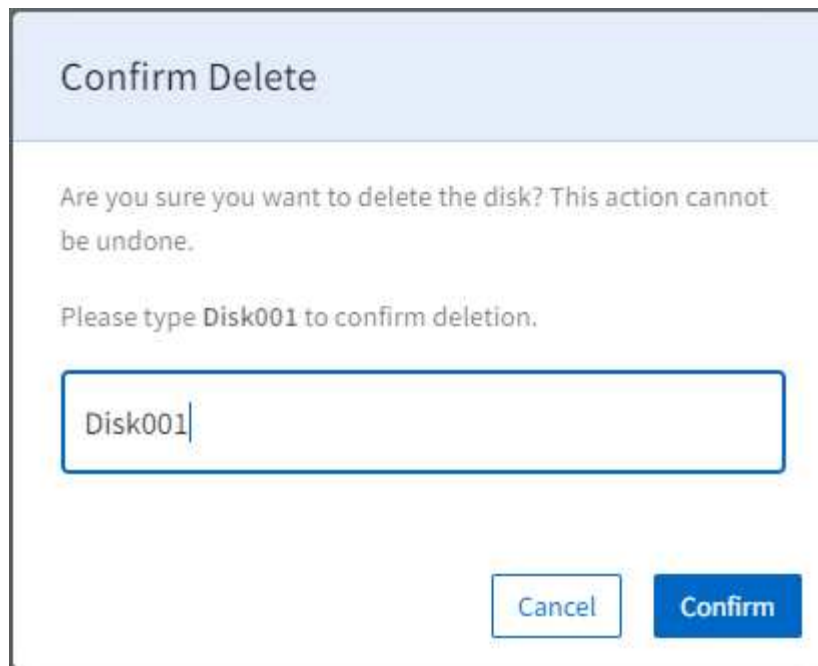 Confirm Delete
Are you sure you want to delete the disk? This action cannot
be undone.
Please type Disk001 to confirm deletion.
Disk001
Cancel Confirm